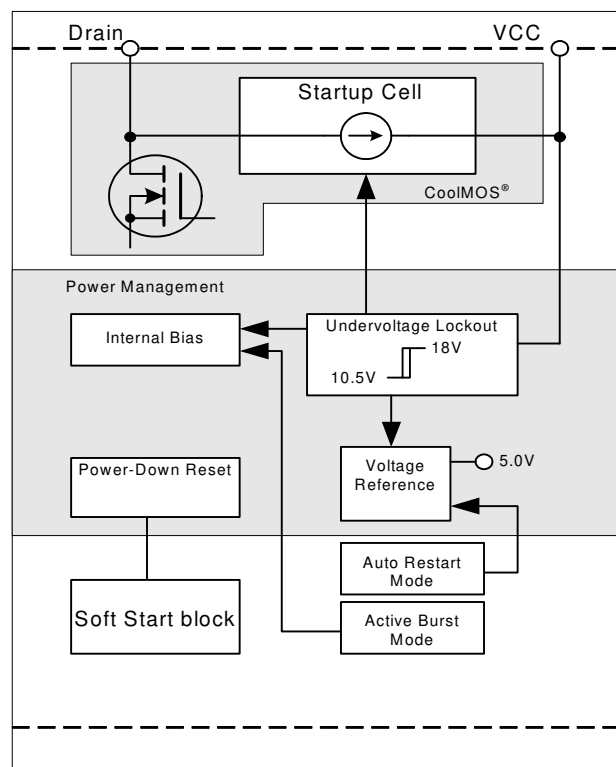 Drain
VCC
Startup Cell
CoolMOS®
Power Management
Internal Bias
Undervoltage Lockout
18V
10.5V
Power-Down Reset
Voltage
Reference
5.0V
Auto Restart
Mode
Soft Start block
Active Burst
Mode